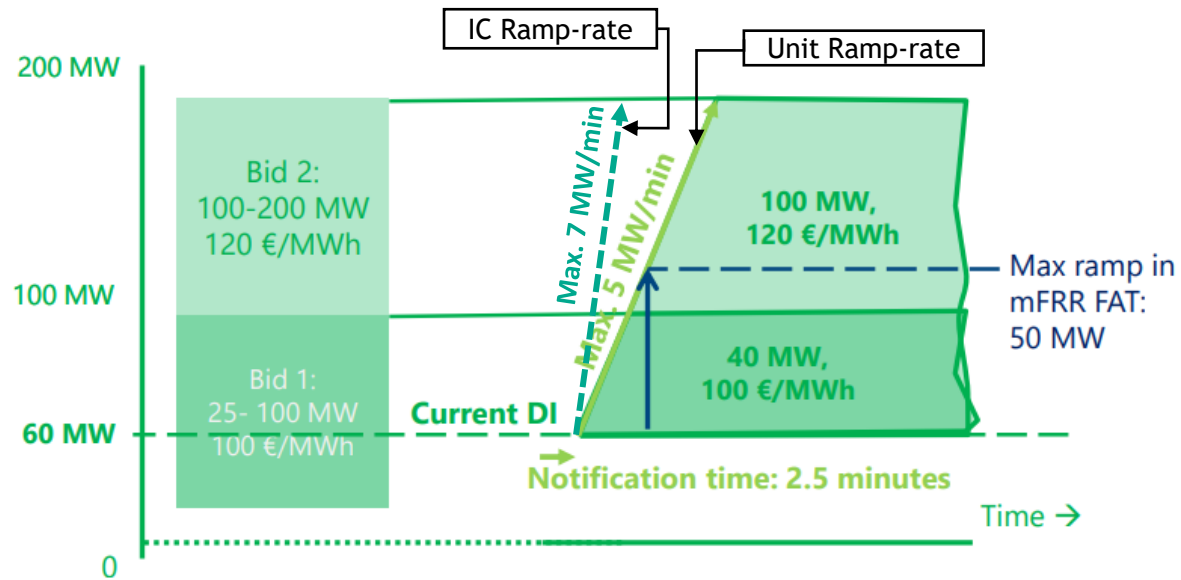 IC Ramp-rate
Unit Ramp-rate
200 MW
Bid 2:
100-200 MW
120 €/MWh
Max. 7 MW/min
Max. 5 MW/min
100 MW,
120 €/MWh
Max ramp in
mFRR FAT:
50 MW
100 MW
Bid 1:
25- 100 MW
100 €/MWh
40 MW,
100 €/MWh
Current DI
60 MW
Notification time: 2.5 minutes
Time →
0